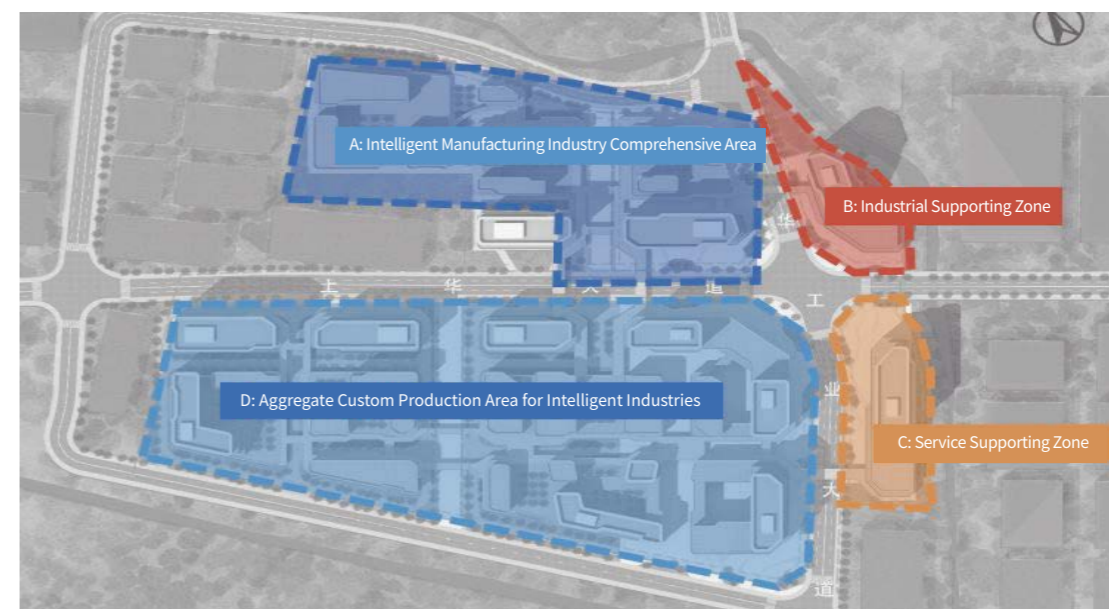 A: Intelligent Manufacturing Industry Comprehensive Area
B: Industrial Supporting Zone
华
上 华 大 道
工
业
大
道
D: Aggregate Custom Production Area for Intelligent Industries
C: Service Supporting Zone